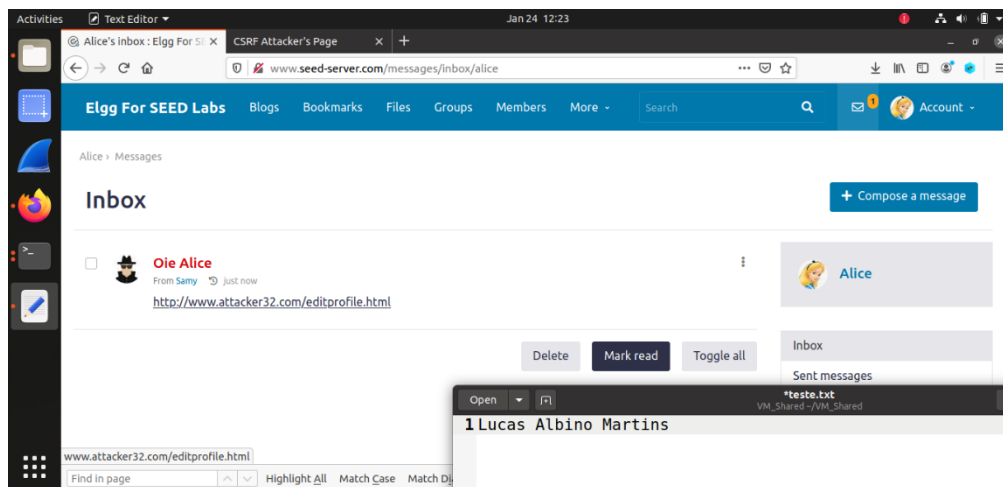 Activities Text Editor Jan 24 12:23
Alice's inbox : Elgg For SE CSRF Attacker's Page
www.seed-server.com/messages/inbox/alice
Elgg For SEED Labs Blogs Bookmarks Files Groups Members More Search 1 Account
Alice › Messages
Inbox
+ Compose a message
Oie Alice
From Samy just now
http://www.attacker32.com/editprofile.html
Alice
Delete Mark read Toggle all
Inbox
Sent messages
Open *teste.txt
VM_Shared ~/VM_Shared
1 Lucas Albino Martins
www.attacker32.com/editprofile.html
Find in page Highlight All Match Case Match Di